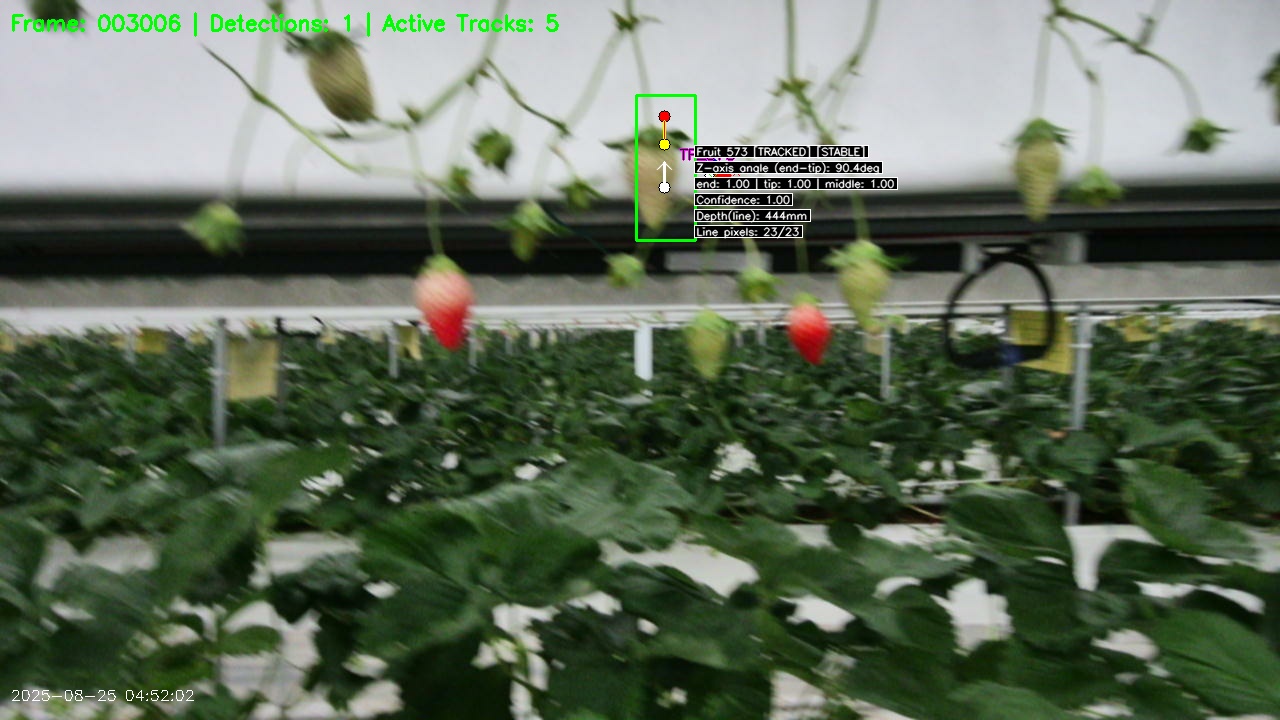 Frame: 003006 | Detections: 1 | Active Tracks: 5
Fruit 573 [TRACKED] [STABLE]
Z-axis angle (end-tip): 90.4deg
end: 1.00 | tip: 1.00 | middle: 1.00
Confidence: 1.00
Depth(line): 444mm
Line pixels: 23/23
2025-08-25 04:52:02